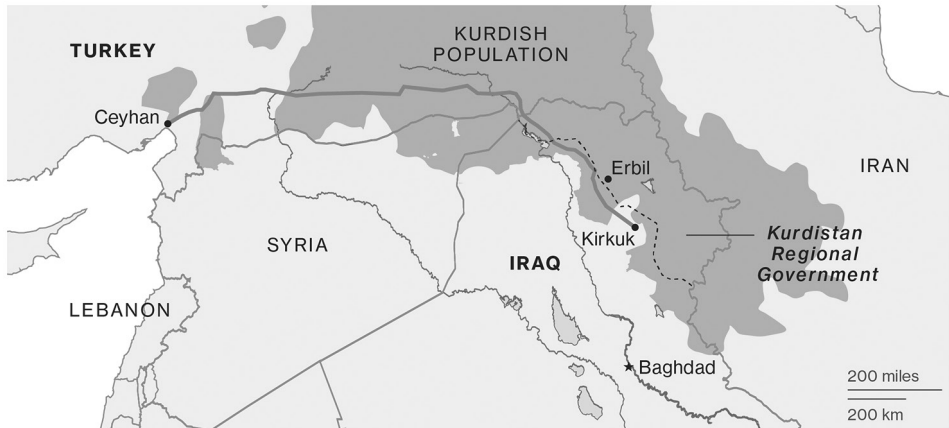 TURKEY
KURDISH
POPULATION
Ceyhan
Erbil
IRAN
Kirkuk
Kurdistan
Regional
Government
SYRIA
IRAQ
LEBANON
Baghdad
200 miles
200 km